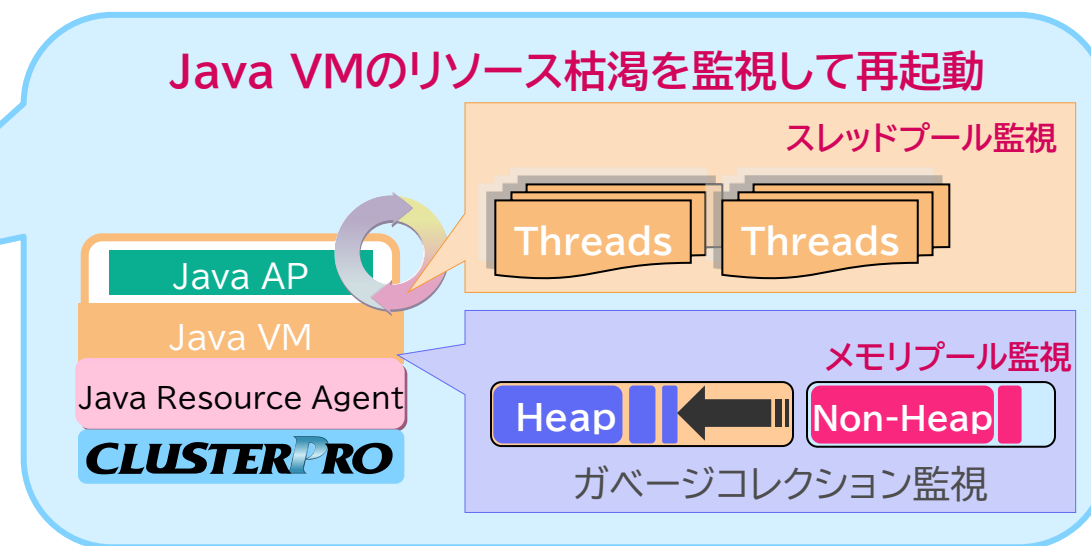 Java VMのリソース枯渇を監視して再起動
スレッドプール監視
Threads
Threads
Java AP
Java VM
Java Resource Agent
CLUSTERPRO
メモリプール監視
Heap
Non-Heap
ガベージコレクション監視